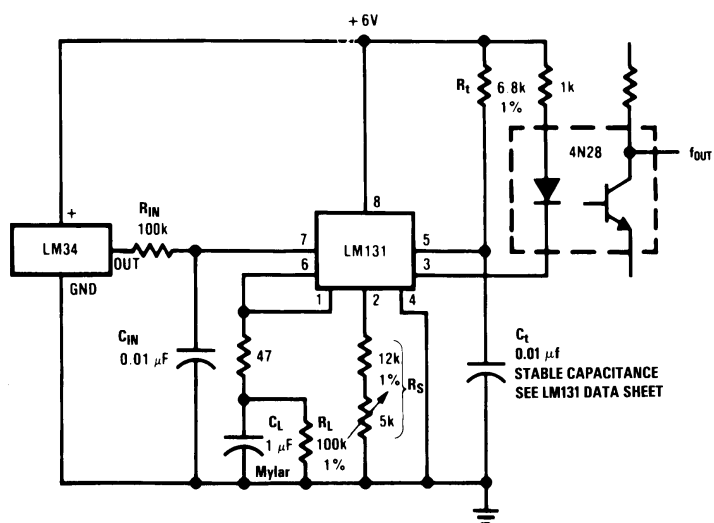 + 6V
Rt
6.8k
1%
1k
4N28
fOUT
+
LM34
OUT
GND
RIN
100k
8
7
LM131
5
6
3
1
2
4
CIN
0.01 μF
47
12k
1%
RS
5k
Ct
0.01 μf
STABLE CAPACITANCE
SEE LM131 DATA SHEET
CL
1 μF
Mylar
RL
100k
1%